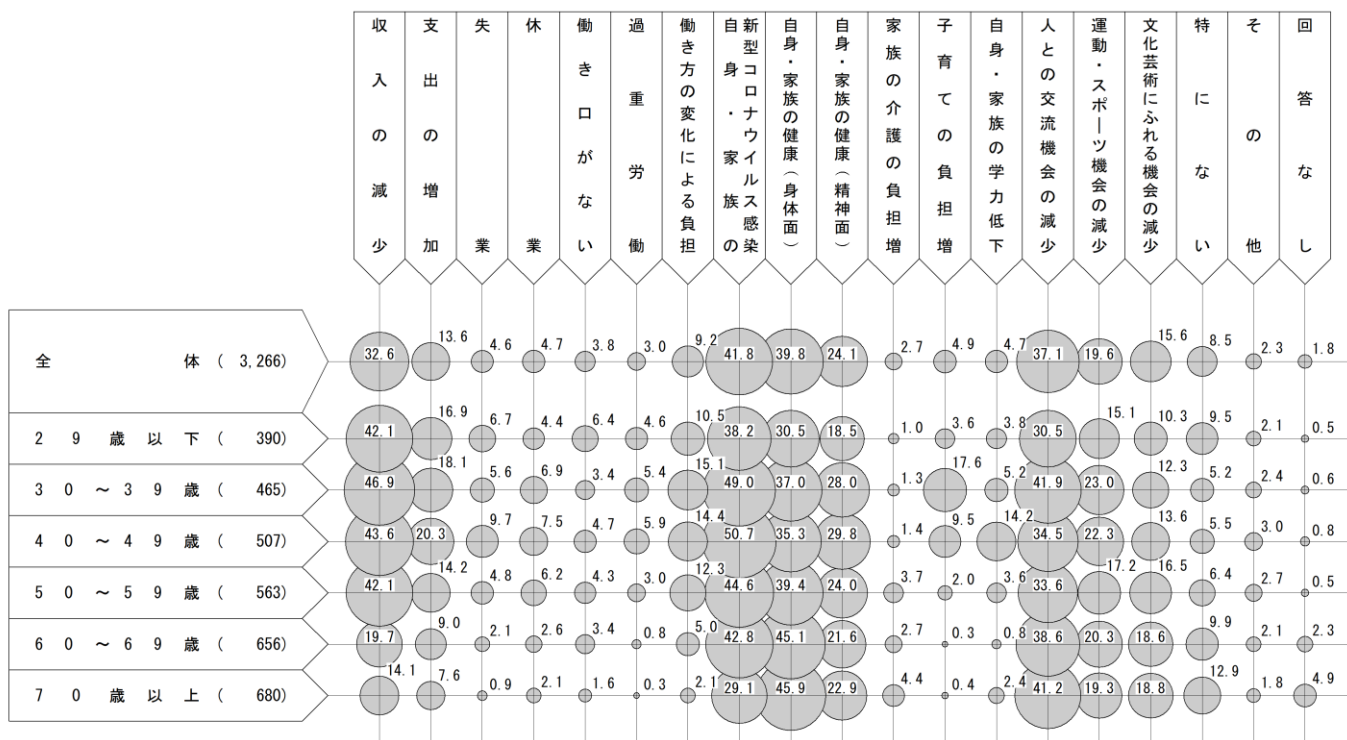 収入の減少
支出の増加
失業
休業
働き口がない
過重労働
働き方の変化による負担
新型コロナウイルス感染
自身・家族の
自身・家族の健康（身体面）
自身・家族の健康（精神面）
家族の介護の負担増
子育ての負担増
自身・家族の学力低下
人との交流機会の減少
運動・スポーツ機会の減少
文化芸術にふれる機会の減少
特にない
その他
回答なし
全体（ 3,266） 32.6 13.6 4.6 4.7 3.8 3.0 9.2 41.8 39.8 24.1 2.7 4.9 4.7 37.1 19.6 15.6 8.5 2.3 1.8
２９歳以下（ 390） 42.1 16.9 6.7 4.4 6.4 4.6 10.5 38.2 30.5 18.5 1.0 3.6 3.8 30.5 15.1 10.3 9.5 2.1 0.5
３０～３９歳（ 465） 46.9 18.1 5.6 6.9 3.4 5.4 15.1 49.0 37.0 28.0 1.3 17.6 5.2 41.9 23.0 12.3 5.2 2.4 0.6
４０～４９歳（ 507） 43.6 20.3 9.7 7.5 4.7 5.9 14.4 50.7 35.3 29.8 1.4 9.5 14.2 34.5 22.3 13.6 5.5 3.0 0.8
５０～５９歳（ 563） 42.1 14.2 4.8 6.2 4.3 3.0 12.3 44.6 39.4 24.0 3.7 2.0 3.6 33.6 17.2 16.5 6.4 2.7 0.5
６０～６９歳（ 656） 19.7 9.0 2.1 2.6 3.4 0.8 5.0 42.8 45.1 21.6 2.7 0.3 0.8 38.6 20.3 18.6 9.9 2.1 2.3
７０歳以上（ 680） 14.1 7.6 0.9 2.1 1.6 0.3 2.1 29.1 45.9 22.9 4.4 0.4 2.4 41.2 19.3 18.8 12.9 1.8 4.9